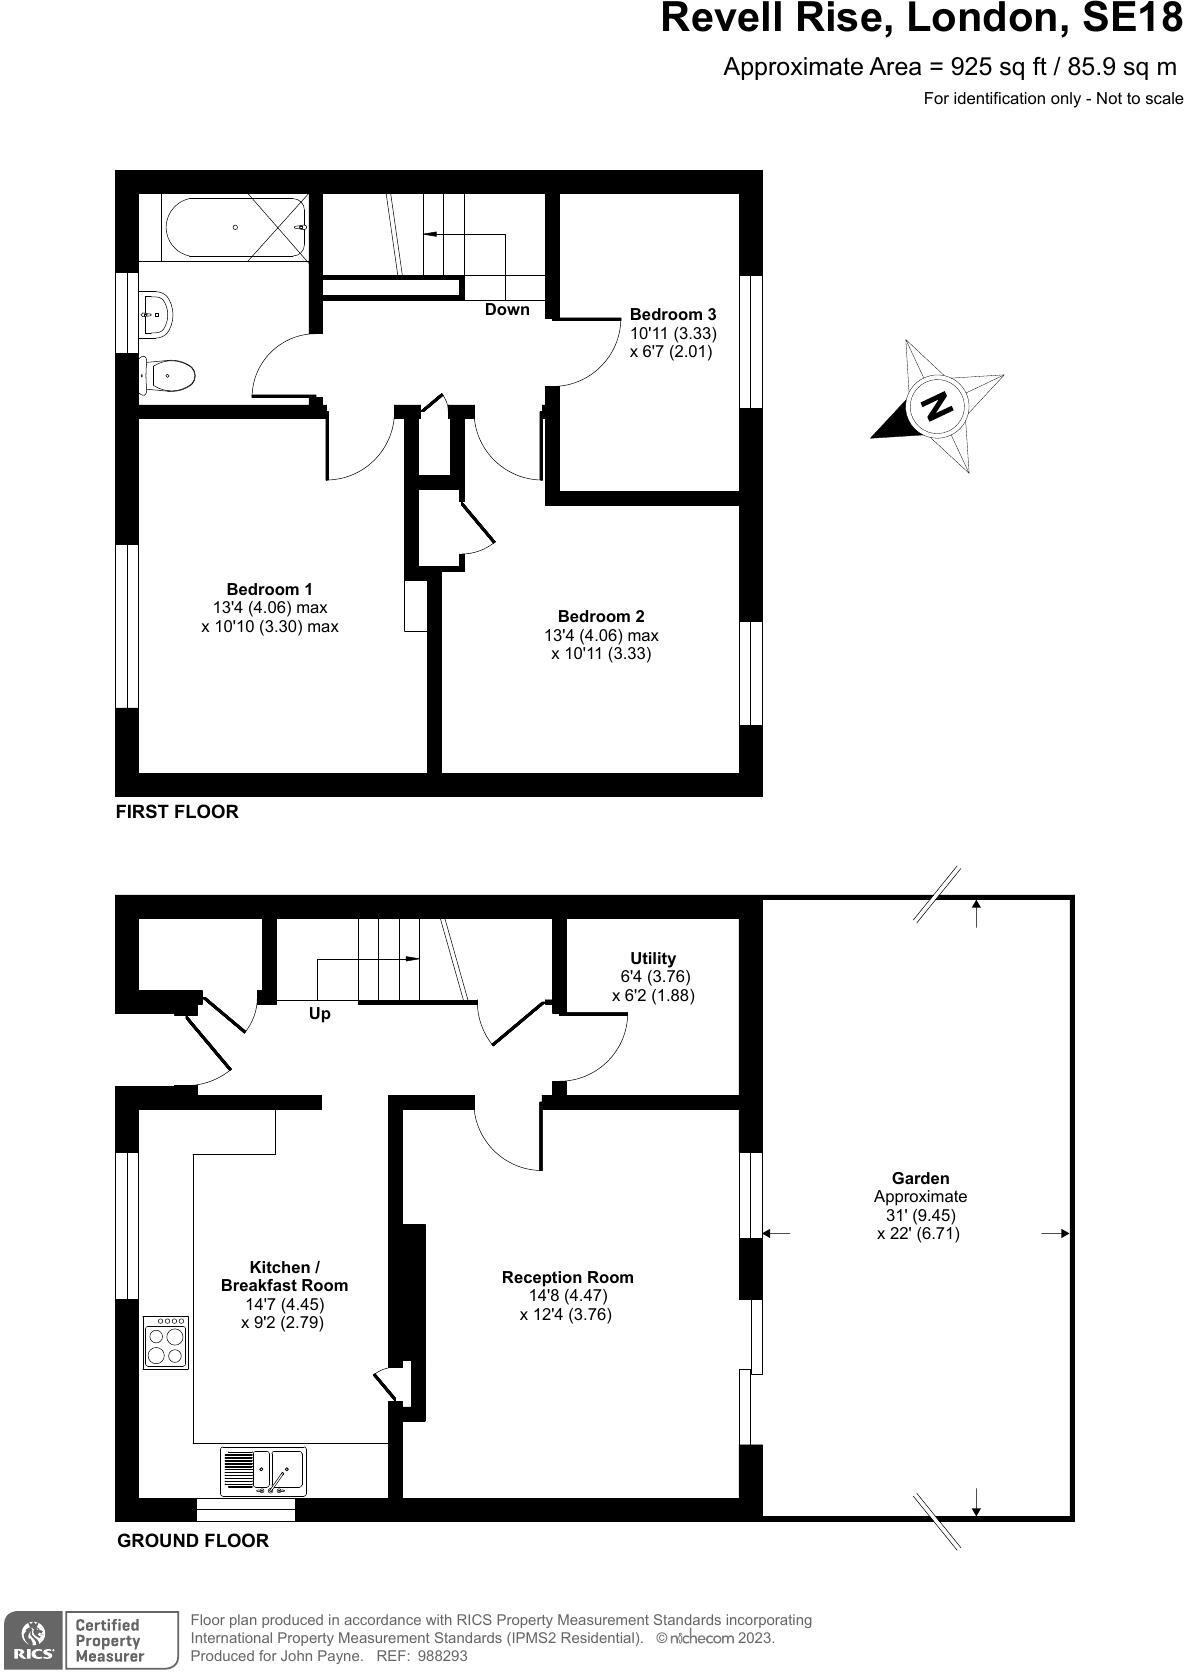 Revell Rise, London, SE18
Approximate Area = 925 sq ft / 85.9 sq m
For identification only - Not to scale
Down
Bedroom 3
10'11 (3.33)
x 6'7 (2.01)
N
Bedroom 1
13'4 (4.06) max
x 10'10 (3.30) max
Bedroom 2
13'4 (4.06) max
x 10'11 (3.33)
FIRST FLOOR
Up
Utility
6'4 (3.76)
x 6'2 (1.88)
Garden
Approximate
31' (9.45)
x 22' (6.71)
Kitchen /
Breakfast Room
14'7 (4.45)
x 9'2 (2.79)
Reception Room
14'8 (4.47)
x 12'4 (3.76)
GROUND FLOOR
RICS
Certified
Property
Measurer
Floor plan produced in accordance with RICS Property Measurement Standards incorporating
International Property Measurement Standards (IPMS2 Residential). © nichecom 2023.
Produced for John Payne. REF: 988293